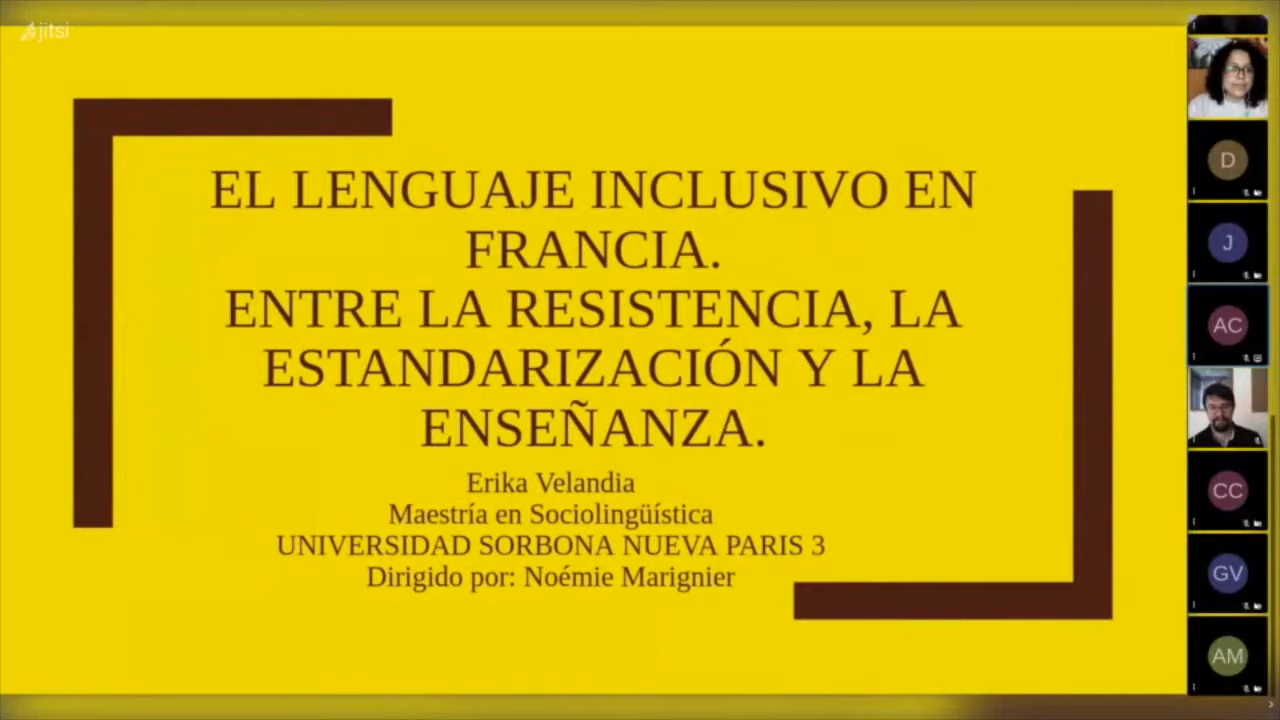 jitsi
EL LENGUAJE INCLUSIVO EN
FRANCIA.
ENTRE LA RESISTENCIA, LA
ESTANDARIZACIÓN Y LA
ENSEÑANZA.
Erika Velandia
Maestría en Sociolingüística
UNIVERSIDAD SORBONA NUEVA PARIS 3
Dirigido por: Noémie Marignier
D
J
AC
CC
GV
AM